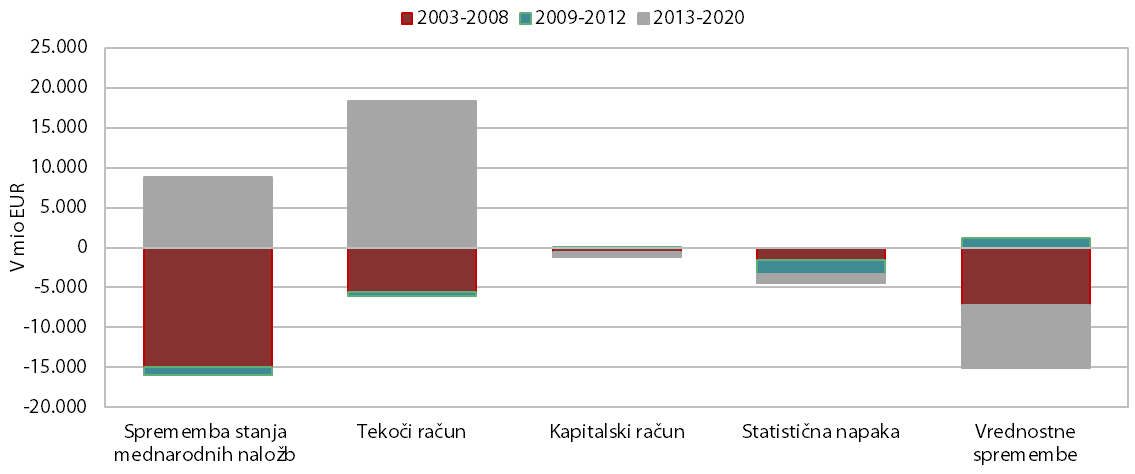 2003-2008 2009-2012 2013-2020
25.000
20.000
15.000
10.000
5.000
0
-5.000
-10.000
-15.000
-20.000
V mio EUR
Sprememba stanja
mednarodnih naložb
Tekoči račun
Kapitalski račun
Statistična napaka
Vrednostne
spremembe